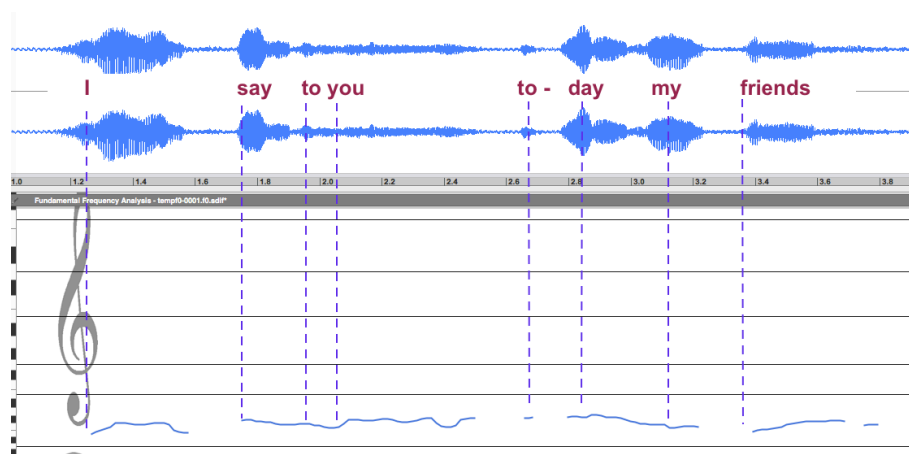 I say to you to - day my friends
1.0 1.2 1.4 1.6 1.8 2.0 2.2 2.4 2.6 2.8 3.0 3.2 3.4 3.6 3.8
Fundamental Frequency Analysis - tempf0-0001.f0.sdif*